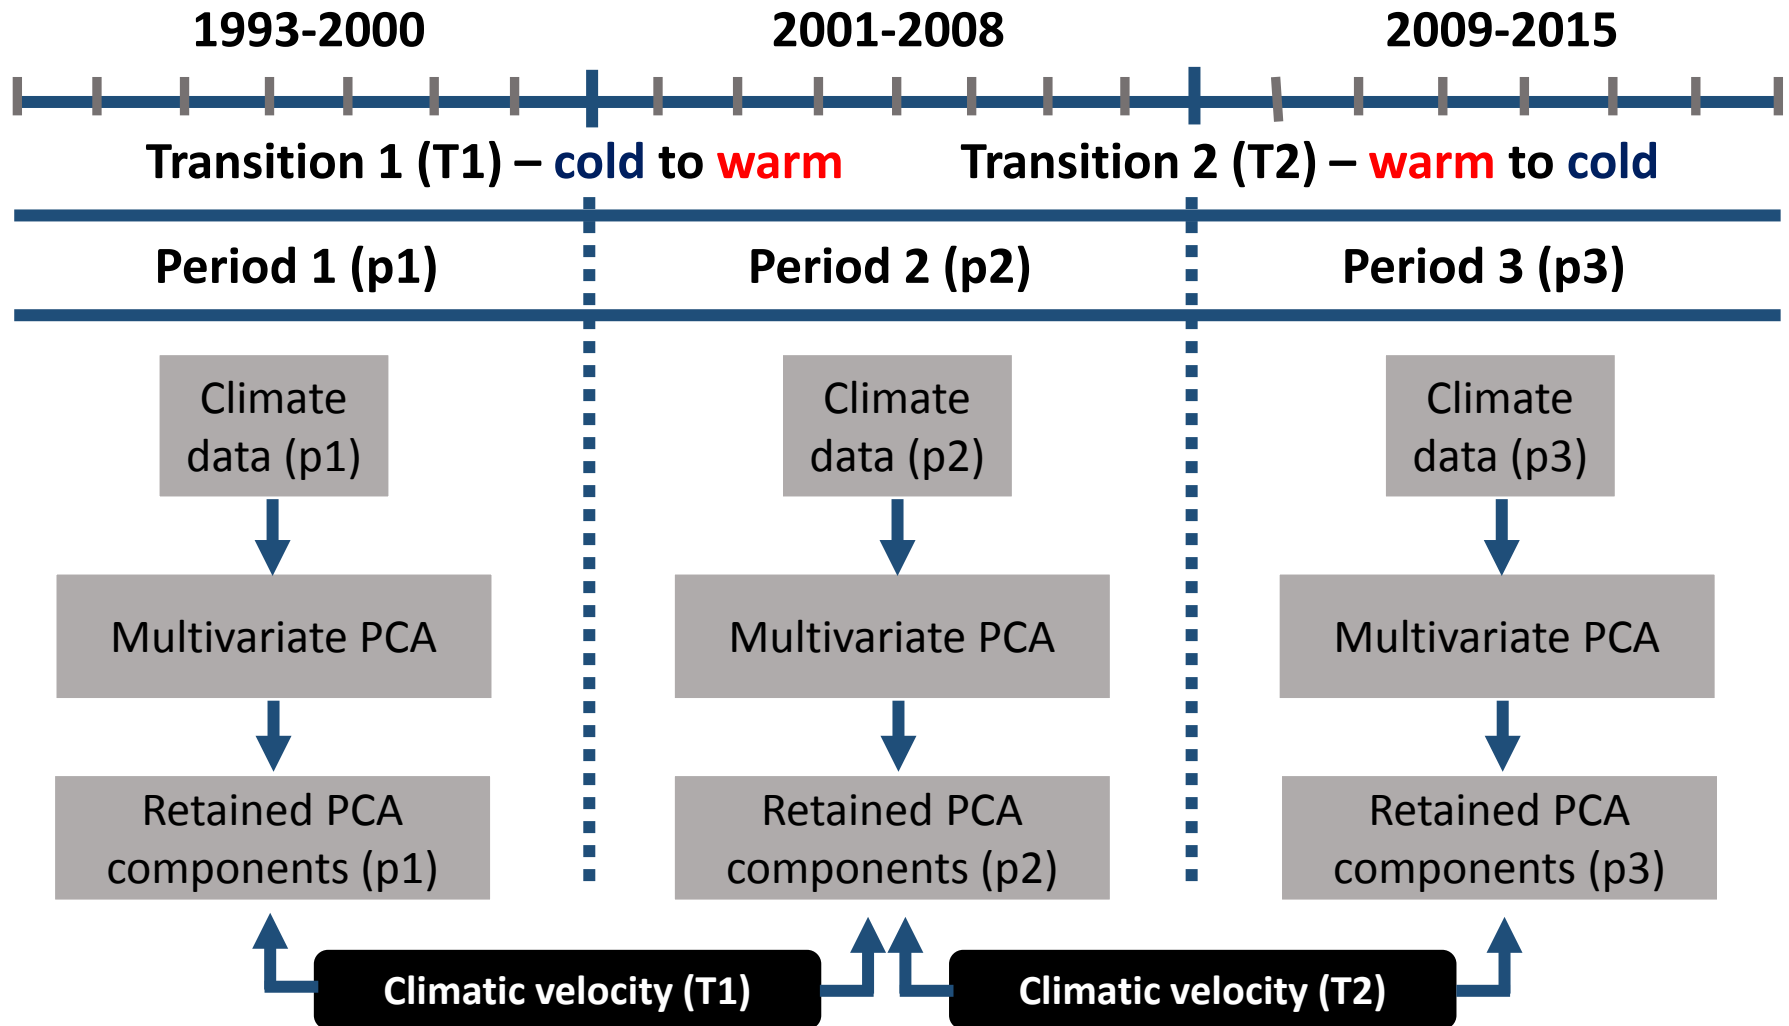 1993-2000
2001-2008
2009-2015
Transition 1 (T1) – cold to warm
Transition 2 (T2) – warm to cold
Period 1 (p1)
Period 2 (p2)
Period 3 (p3)
Climate
data (p1)
Climate
data (p2)
Climate
data (p3)
Multivariate PCA
Multivariate PCA
Multivariate PCA
Retained PCA
components (p1)
Retained PCA
components (p2)
Retained PCA
components (p3)
Climatic velocity (T1)
Climatic velocity (T2)